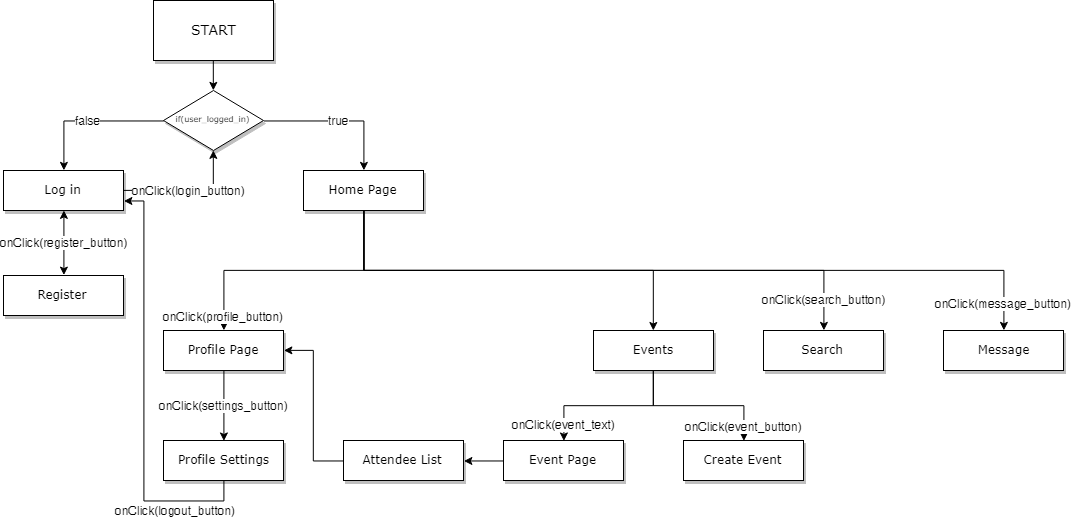 START
if(user_logged_in)
false
true
Log in
onClick(login_button)
Home Page
onClick(register_button)
Register
onClick(profile_button)
onClick(search_button)
onClick(message_button)
Profile Page
Events
Search
Message
onClick(settings_button)
onClick(event_text)
onClick(event_button)
Profile Settings
Attendee List
Event Page
Create Event
onClick(logout_button)